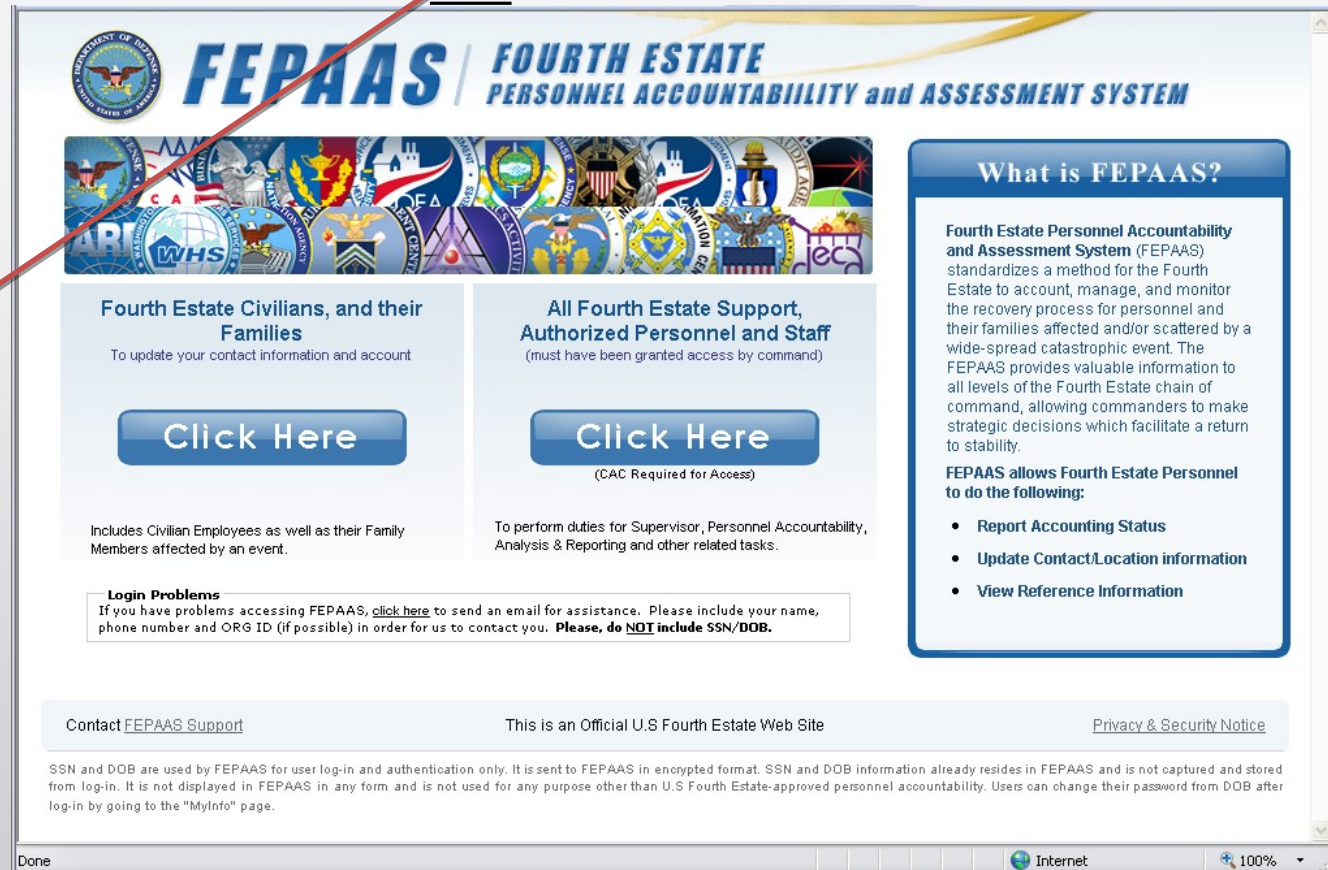 FEPAAS
FOURTH ESTATE
PERSONNEL ACCOUNTABIILITY and ASSESSMENT SYSTEM
DEPARTMENT OF DEFENSE
UNITED STATES OF AMERICA
CAR
OEA
WHS
deca
Fourth Estate Civilians, and their
Families
To update your contact information and account
Click Here
Includes Civilian Employees as well as their Family
Members affected by an event.
All Fourth Estate Support,
Authorized Personnel and Staff
(must have been granted access by command)
Click Here
(CAC Required for Access)
To perform duties for Supervisor, Personnel Accountability,
Analysis & Reporting and other related tasks.
Login Problems
If you have problems accessing FEPAAS, click here to send an email for assistance. Please include your name,
phone number and ORG ID (if possible) in order for us to contact you. Please, do NOT include SSN/DOB.
What is FEPAAS?
Fourth Estate Personnel Accountability
and Assessment System (FEPAAS)
standardizes a method for the Fourth
Estate to account, manage, and monitor
the recovery process for personnel and
their families affected and/or scattered by a
wide-spread catastrophic event. The
FEPAAS provides valuable information to
all levels of the Fourth Estate chain of
command, allowing commanders to make
strategic decisions which facilitate a return
to stability.
FEPAAS allows Fourth Estate Personnel
to do the following:
• Report Accounting Status
• Update Contact/Location information
• View Reference Information
Contact FEPAAS Support
This is an Official U.S Fourth Estate Web Site
Privacy & Security Notice
SSN and DOB are used by FEPAAS for user log-in and authentication only. It is sent to FEPAAS in encrypted format. SSN and DOB information already resides in FEPAAS and is not captured and stored
from log-in. It is not displayed in FEPAAS in any form and is not used for any purpose other than U.S Fourth Estate-approved personnel accountability. Users can change their password from DOB after
log-in by going to the "MyInfo" page.
Done
Internet
100%